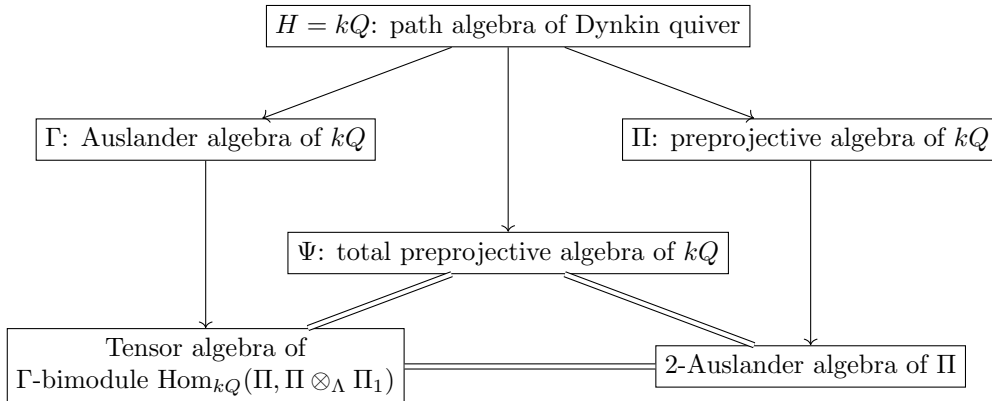 H = kQ: path algebra of Dynkin quiver
Γ: Auslander algebra of kQ
Π: preprojective algebra of kQ
Ψ: total preprojective algebra of kQ
Tensor algebra of
Γ-bimodule Hom_{kQ}(Π, Π ⊗_Λ Π₁)
2-Auslander algebra of Π